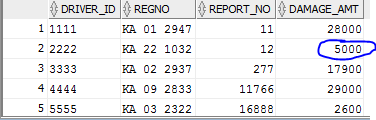 DRIVER_ID REGNO REPORT_NO DAMAGE_AMT
1 1111 KA 01 2947 11 28000
2 2222 KA 22 1032 12 5000
3 3333 KA 02 2937 277 17900
4 4444 KA 09 2833 11766 29000
5 5555 KA 03 2322 16888 2600